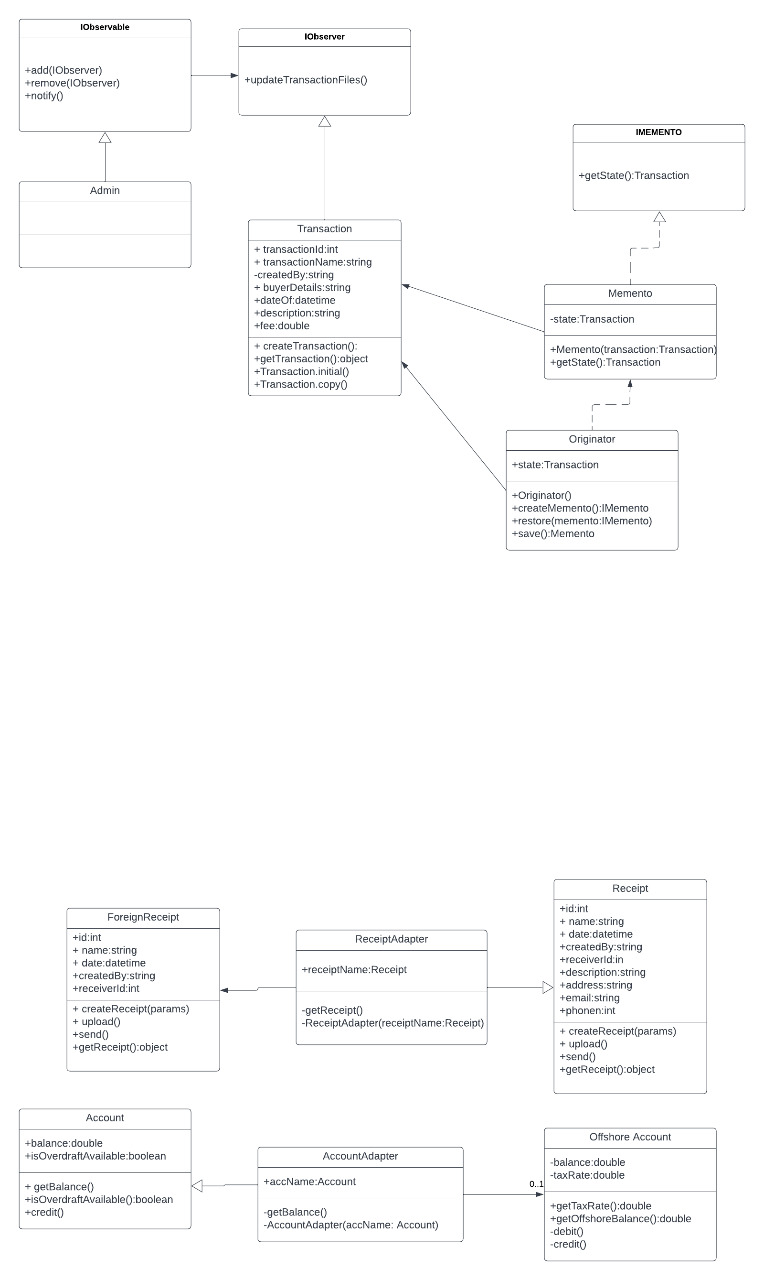 IObservable
+add(IObserver)
+remove(IObserver)
+notify()
IObserver
+updateTransactionFiles()
IMEMENTO
+getState():Transaction
Admin
Transaction
+ transactionId:int
+ transactionName:string
-createdBy:string
+ buyerDetails:string
+dateOf:datetime
+description:string
+fee:double
+ createTransaction():
+getTransaction():object
+Transaction.initial()
+Transaction.copy()
Memento
-state:Transaction
+Memento(transaction:Transaction)
+getState():Transaction
Originator
+state:Transaction
+Originator()
+createMemento():IMemento
+restore(memento:IMemento)
+save():Memento
ForeignReceipt
+id:int
+ name:string
+ date:datetime
+createdBy:string
+receiverId:int
+ createReceipt(params)
+ upload()
+send()
+getReceipt():object
ReceiptAdapter
+receiptName:Receipt
-getReceipt()
-ReceiptAdapter(receiptName:Receipt)
Receipt
+id:int
+ name:string
+ date:datetime
+createdBy:string
+receiverId:in
+description:string
+address:string
+email:string
+phonen:int
+ createReceipt(params)
+ upload()
+send()
+getReceipt():object
Account
+balance:double
+isOverdraftAvailable:boolean
+ getBalance()
+isOverdraftAvailable():boolean
+credit()
AccountAdapter
+accName:Account
-getBalance()
-AccountAdapter(accName: Account)
0..1
Offshore Account
-balance:double
-taxRate:double
+getTaxRate():double
+getOffshoreBalance():double
-debit()
-credit()